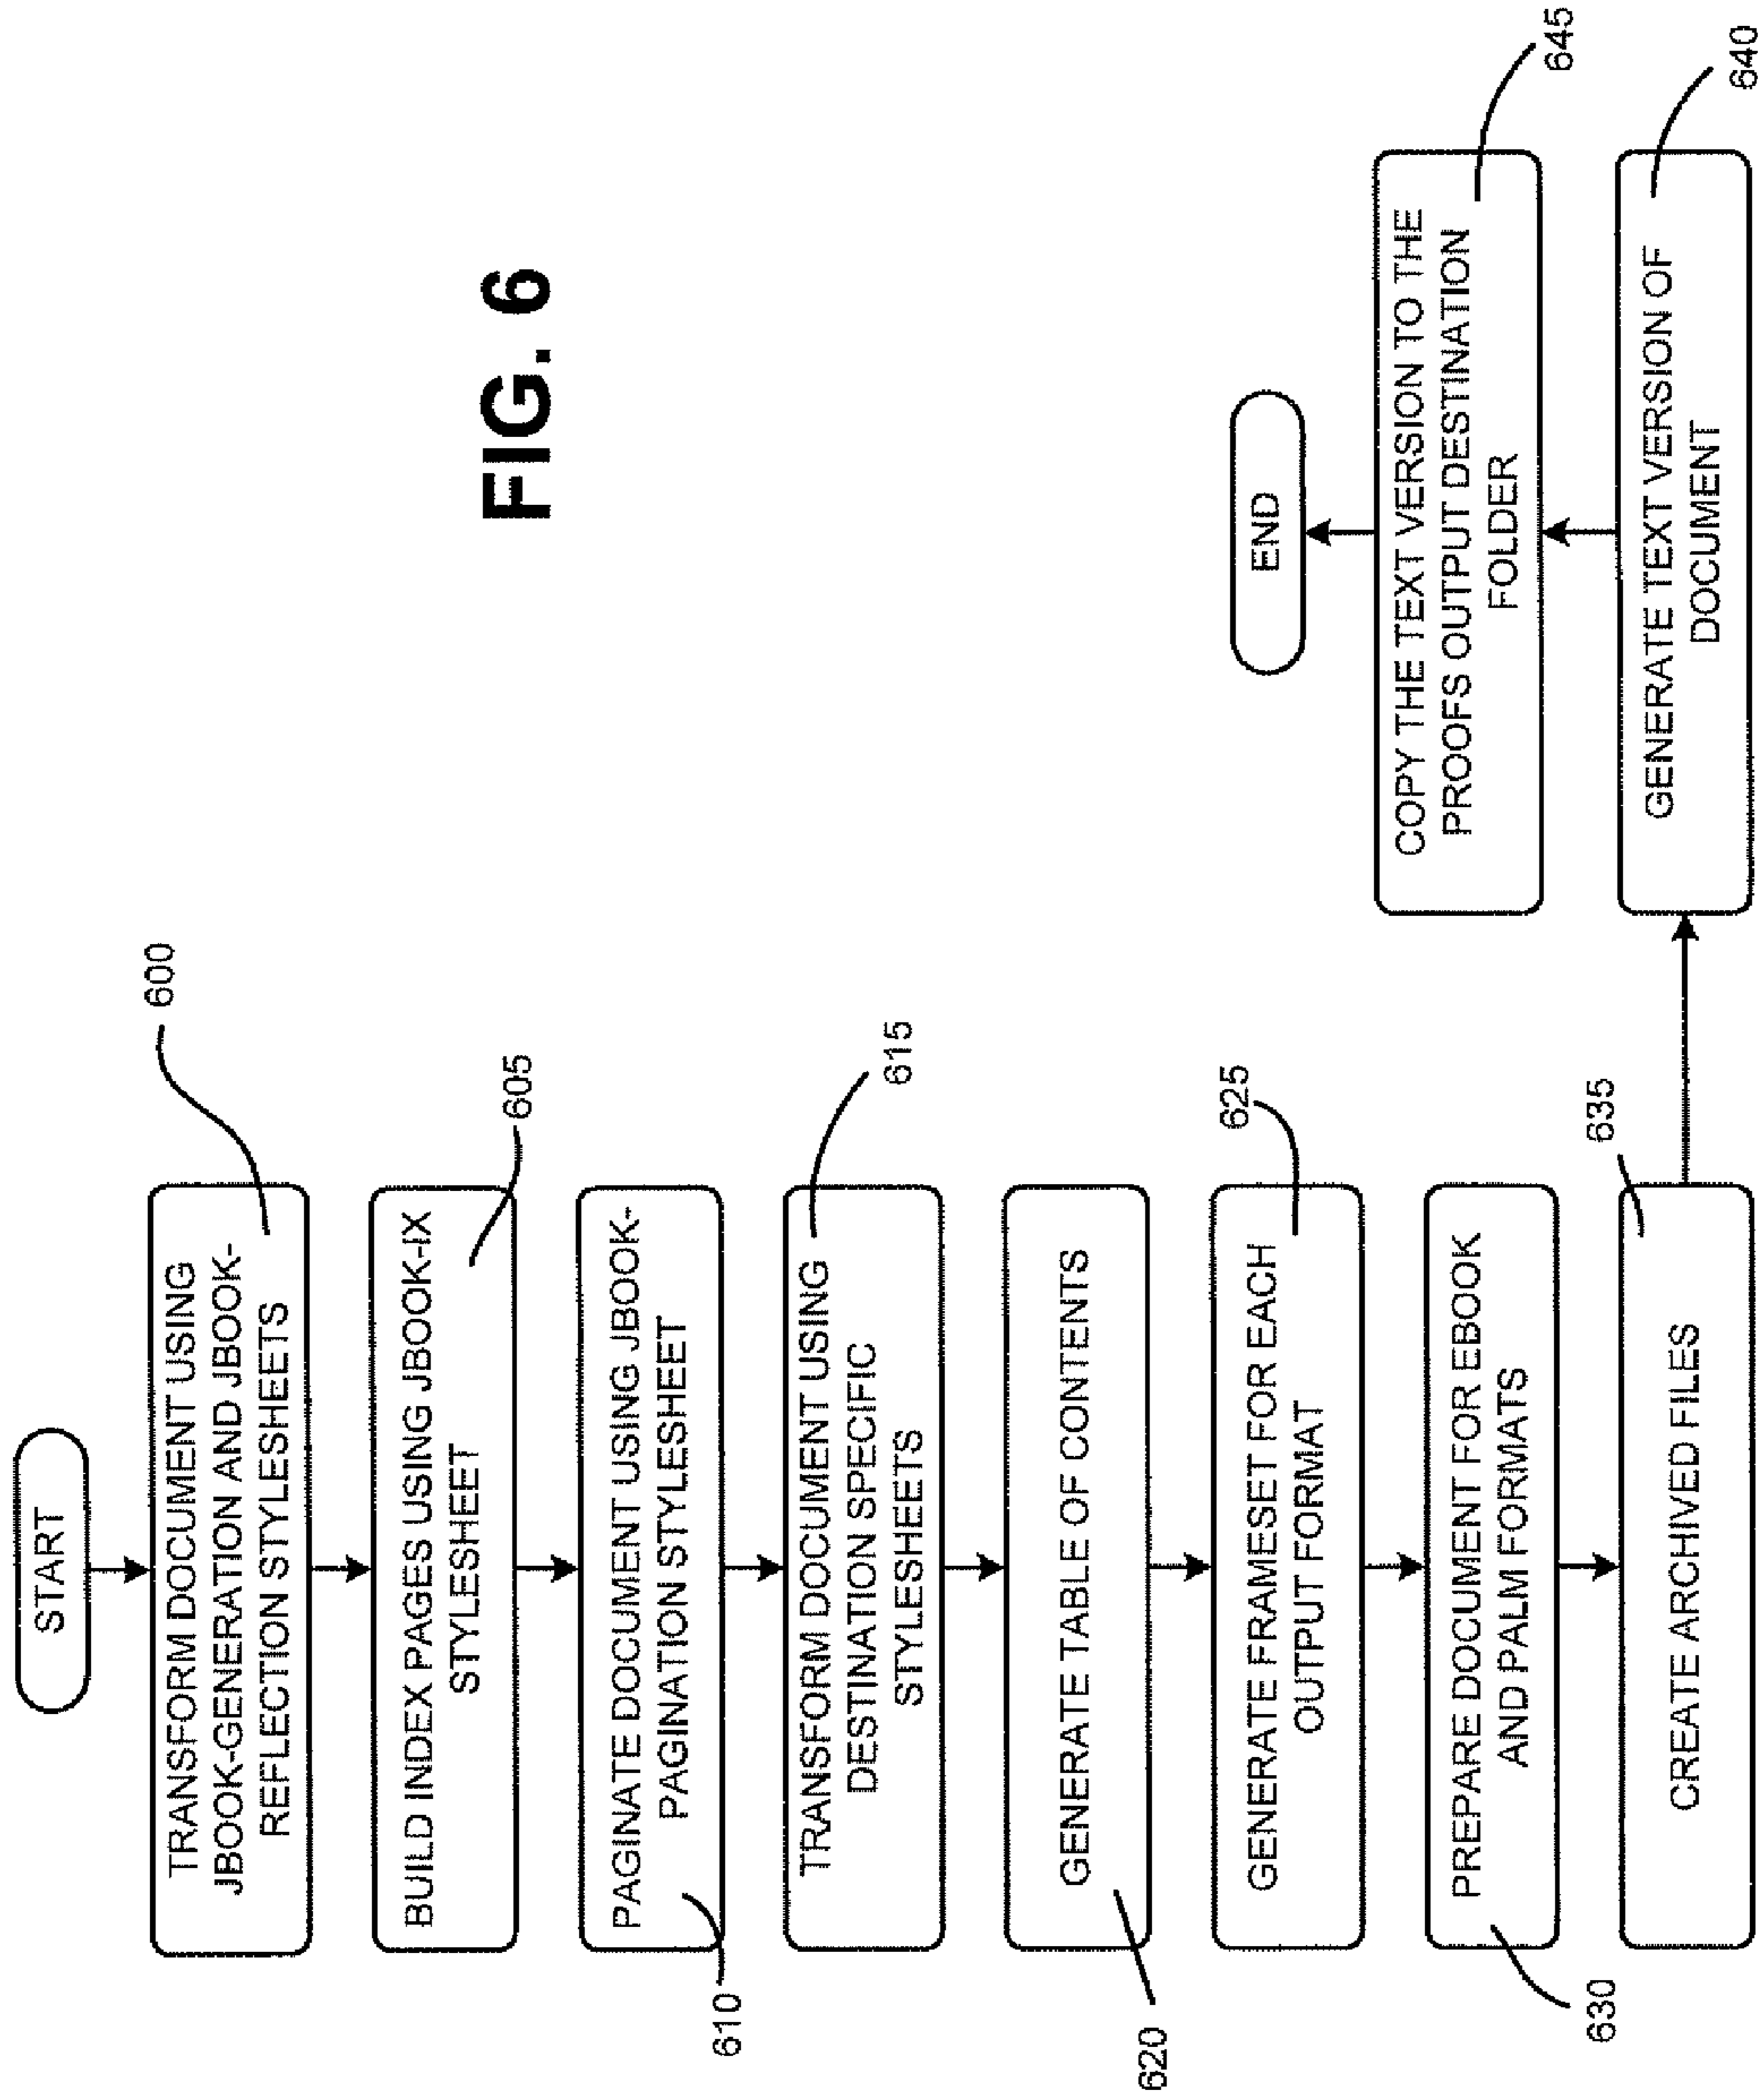 FIG. 6
START
TRANSFORM DOCUMENT USING
JBOOK-GENERATION AND JBOOK-
REFLECTION STYLESHEETS
600
BUILD INDEX PAGES USING JBOOK-IX
STYLESHEET
605
PAGINATE DOCUMENT USING JBOOK-
PAGINATION STYLESHEET
610
TRANSFORM DOCUMENT USING
DESTINATION SPECIFIC
STYLESHEETS
615
GENERATE TABLE OF CONTENTS
620
GENERATE FRAMESET FOR EACH
OUTPUT FORMAT
625
PREPARE DOCUMENT FOR EBOOK
AND PALM FORMATS
630
CREATE ARCHIVED FILES
635
GENERATE TEXT VERSION OF
DOCUMENT
640
COPY THE TEXT VERSION TO THE
PROOFS OUTPUT DESTINATION
FOLDER
645
END